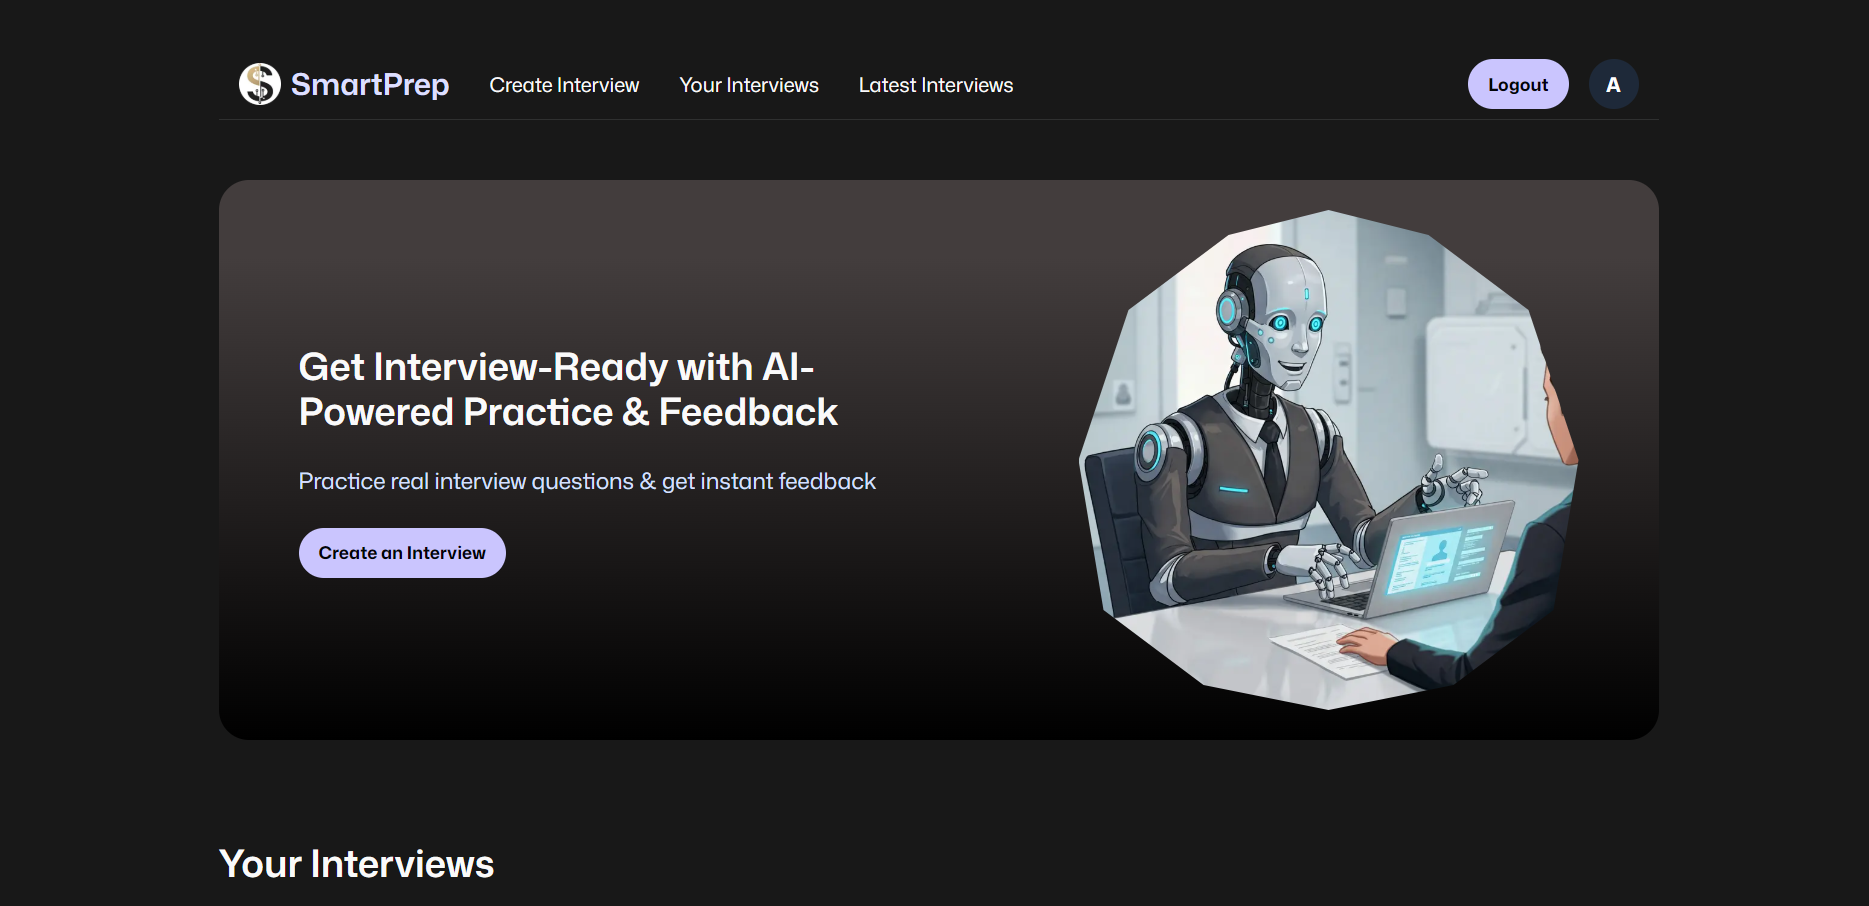 SmartPrep
Create Interview
Your Interviews
Latest Interviews
Logout
A
Get Interview-Ready with AI-
Powered Practice & Feedback
Practice real interview questions & get instant feedback
Create an Interview
Your Interviews